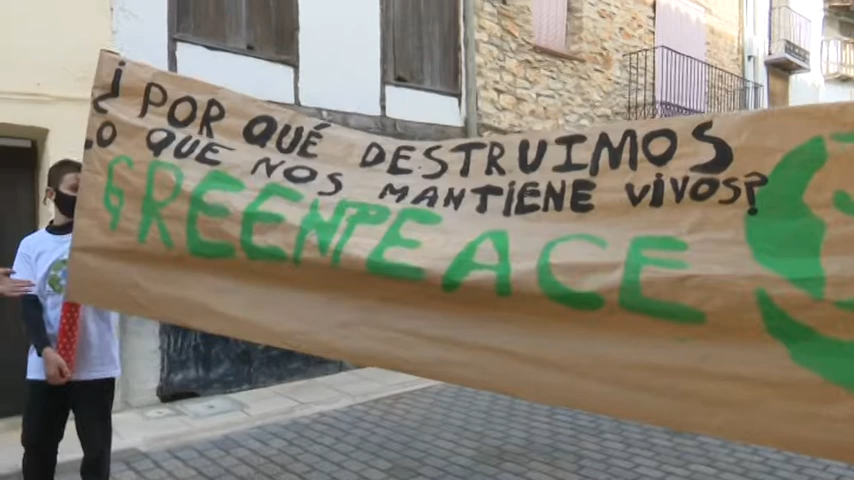 ¿POR QUÉ DESTRUIMOS
LO QUE NOS MANTIENE VIVOS?
GREENPEACE